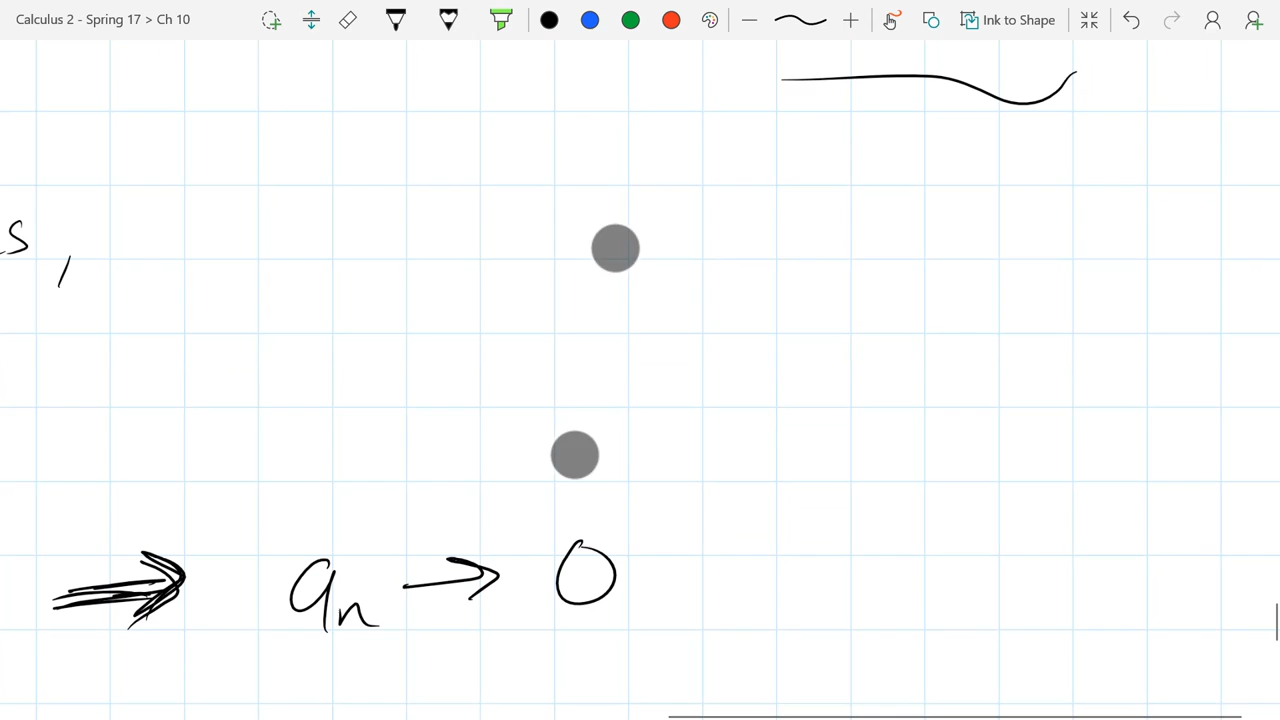 Calculus 2 - Spring 17 > Ch 10
Ink to Shape
s,
⇒ aₙ → 0